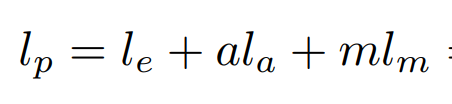 l_p = l_e + al_a + ml_m =